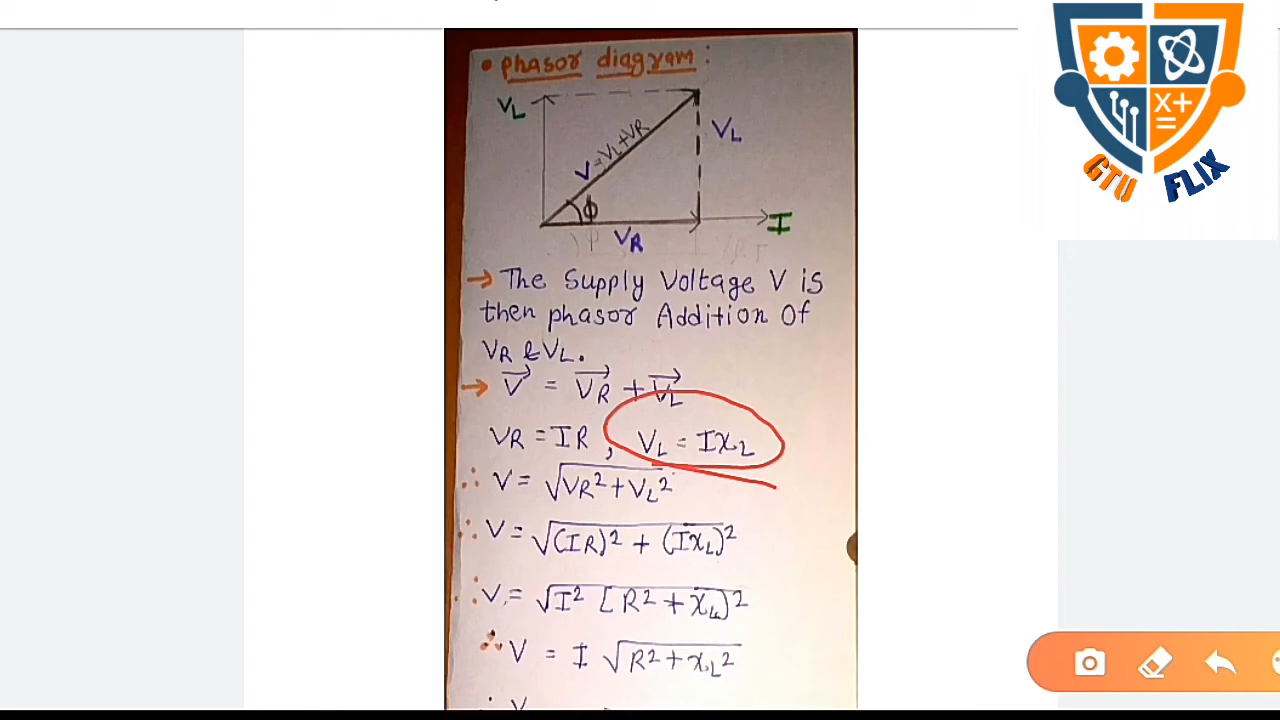 • Phasor diagram:
VL
V = VL+VR
VL
ϕ
I
VR
→ The Supply Voltage V is
then phasor Addition Of
VR & VL.
→ V⃗ = V⃗R + V⃗L
VR = IR, VL = IXL
∴ V = √VR² + VL²
∴ V = √(IR)² + (IXL)²
∴ V = √I² [R² + XL)²
∴ V = I √R² + XL²
X+
=
GTU FLIX